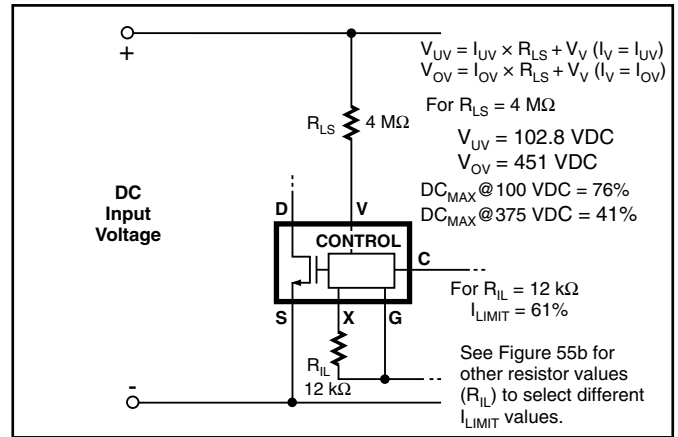 +
V_UV = I_UV × R_LS + V_V (I_V = I_UV)
V_OV = I_OV × R_LS + V_V (I_V = I_OV)
For R_LS = 4 MΩ
R_LS 4 MΩ
V_UV = 102.8 VDC
V_OV = 451 VDC
DC_MAX@100 VDC = 76%
DC_MAX@375 VDC = 41%
DC
Input
Voltage
D V
CONTROL
C
S X G
For R_IL = 12 kΩ
I_LIMIT = 61%
R_IL
12 kΩ
See Figure 55b for
other resistor values
(R_IL) to select different
I_LIMIT values.
-